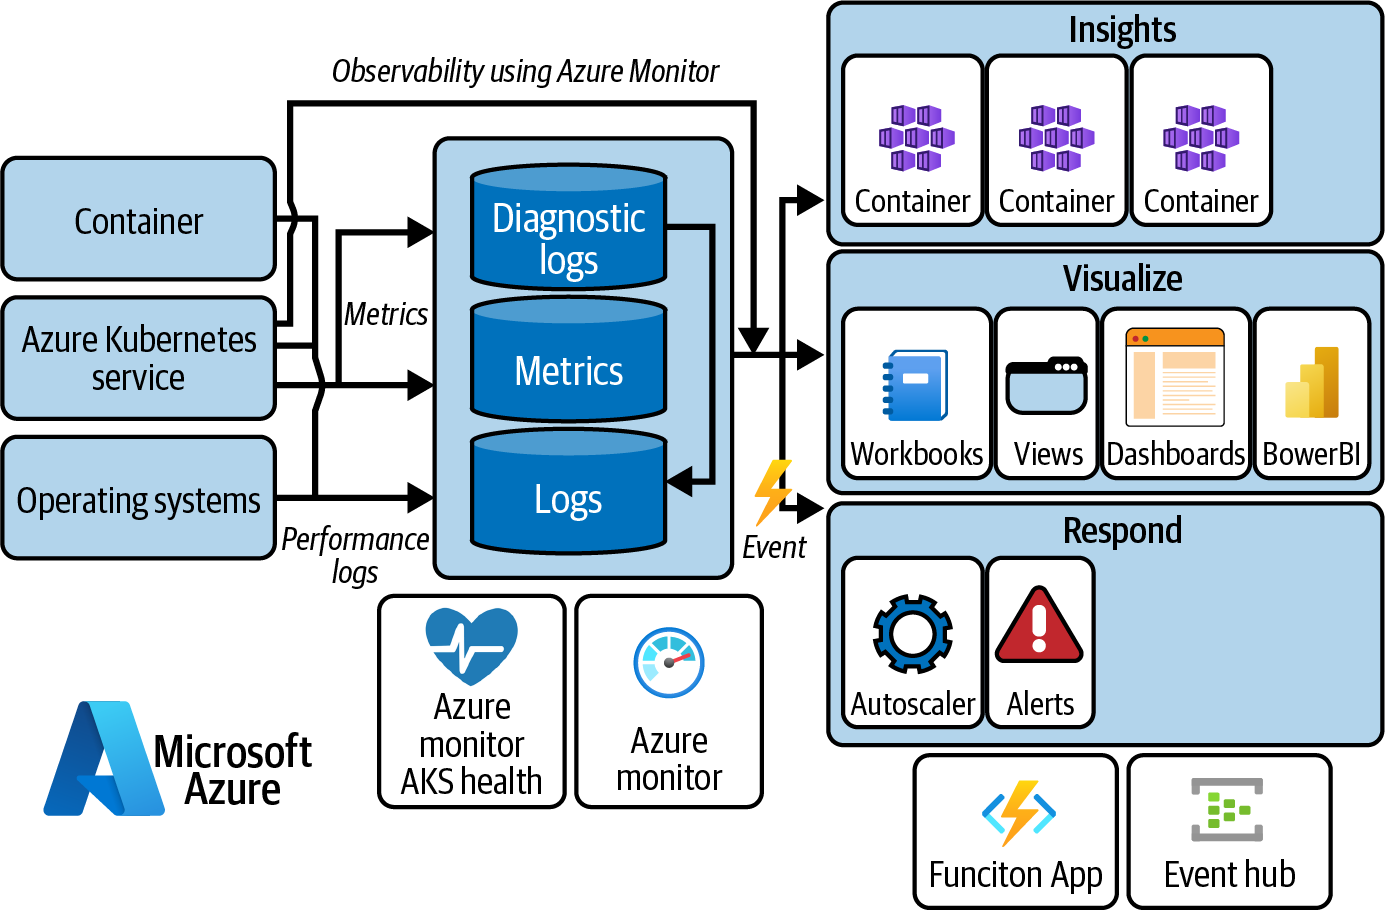 Observability using Azure Monitor
Container
Azure Kubernetes
service
Operating systems
Metrics
Performance
logs
Diagnostic
logs
Metrics
Logs
Event
Insights
Container
Container
Container
Visualize
Workbooks
Views
Dashboards
BowerBI
Respond
Autoscaler
Alerts
Azure
monitor
AKS health
Azure
monitor
Microsoft
Azure
Funciton App
Event hub